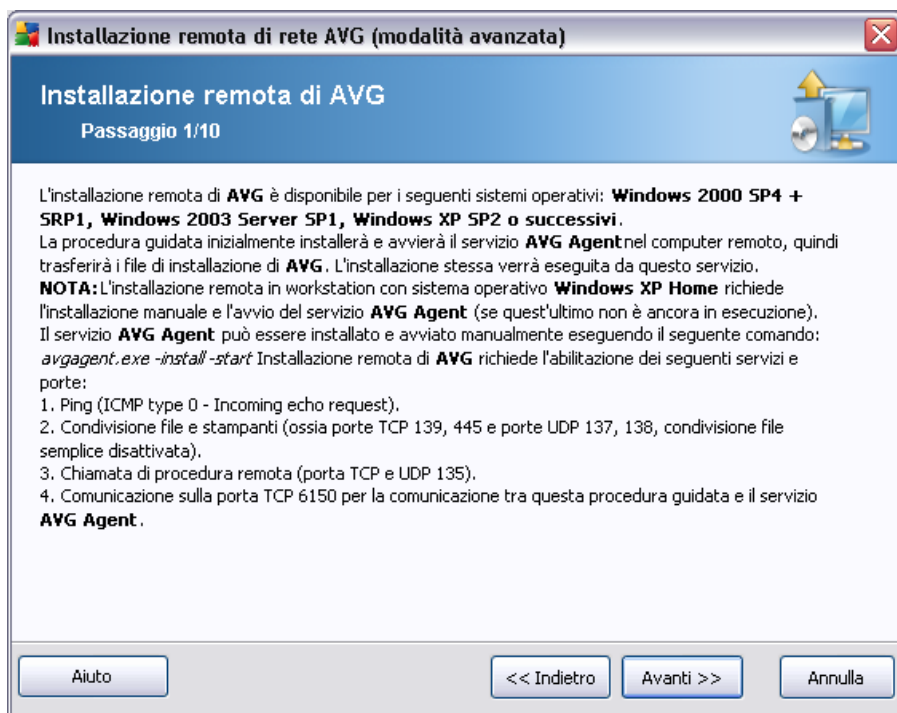 Installazione remota di rete AVG (modalità avanzata)
Installazione remota di AVG
Passaggio 1/10
L'installazione remota di AVG è disponibile per i seguenti sistemi operativi: Windows 2000 SP4 +
SRP1, Windows 2003 Server SP1, Windows XP SP2 o successivi.
La procedura guidata inizialmente installerà e avvierà il servizio AVG Agentnel computer remoto, quindi
trasferirà i file di installazione di AVG. L'installazione stessa verrà eseguita da questo servizio.
NOTA:L'installazione remota in workstation con sistema operativo Windows XP Home richiede
l'installazione manuale e l'avvio del servizio AVG Agent (se quest'ultimo non è ancora in esecuzione).
Il servizio AVG Agent può essere installato e avviato manualmente eseguendo il seguente comando:
avgagent.exe -install -start Installazione remota di AVG richiede l'abilitazione dei seguenti servizi e
porte:
1. Ping (ICMP type 0 - Incoming echo request).
2. Condivisione file e stampanti (ossia porte TCP 139, 445 e porte UDP 137, 138, condivisione file
semplice disattivata).
3. Chiamata di procedura remota (porta TCP e UDP 135).
4. Comunicazione sulla porta TCP 6150 per la comunicazione tra questa procedura guidata e il servizio
AVG Agent.
Aiuto
<< Indietro
Avanti >>
Annulla